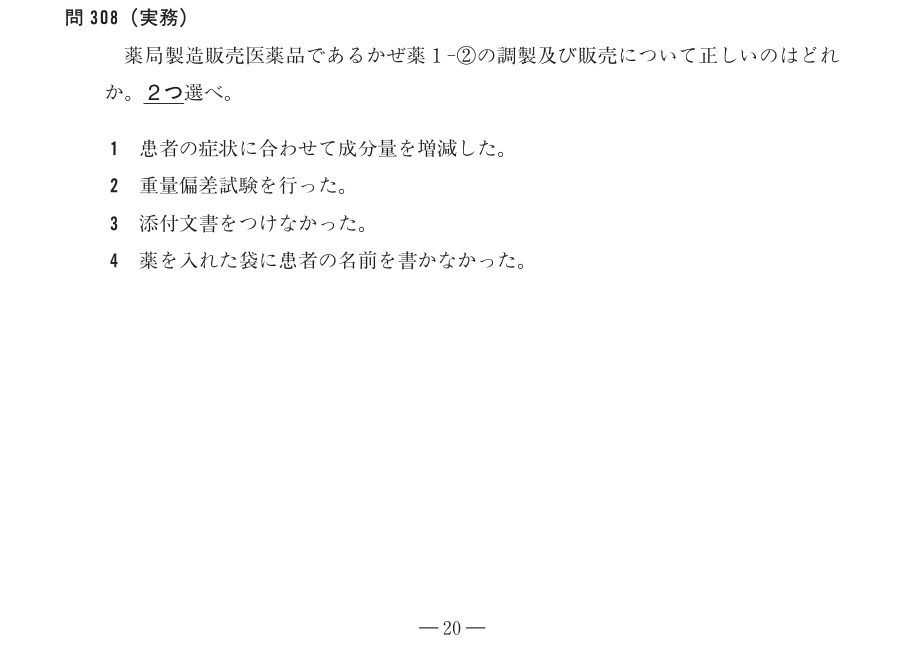 問 308（実務）
薬局製造販売医薬品であるかぜ薬１-②の調製及び販売について正しいのはどれ
か。２つ選べ。
1 患者の症状に合わせて成分量を増減した。
2 重量偏差試験を行った。
3 添付文書をつけなかった。
4 薬を入れた袋に患者の名前を書かなかった。
― 20 ―